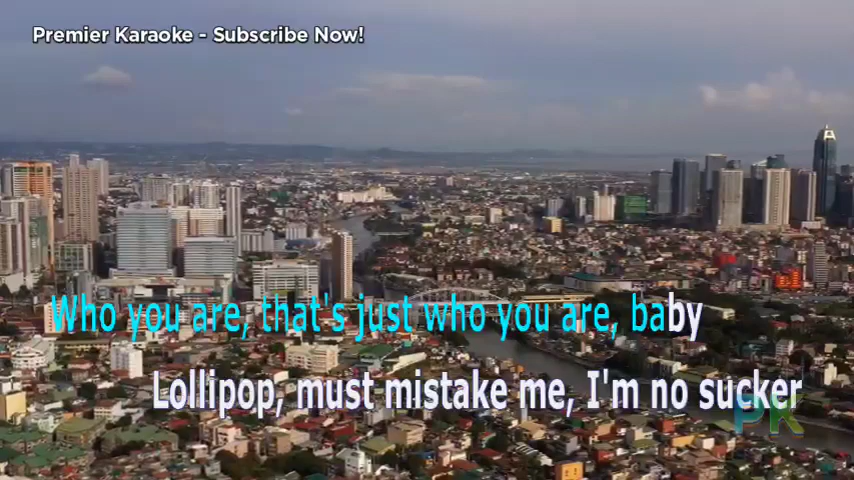 Premier Karaoke - Subscribe Now!
Who you are, that's just who you are, baby
Lollipop, must mistake me, I'm no sucker
PK